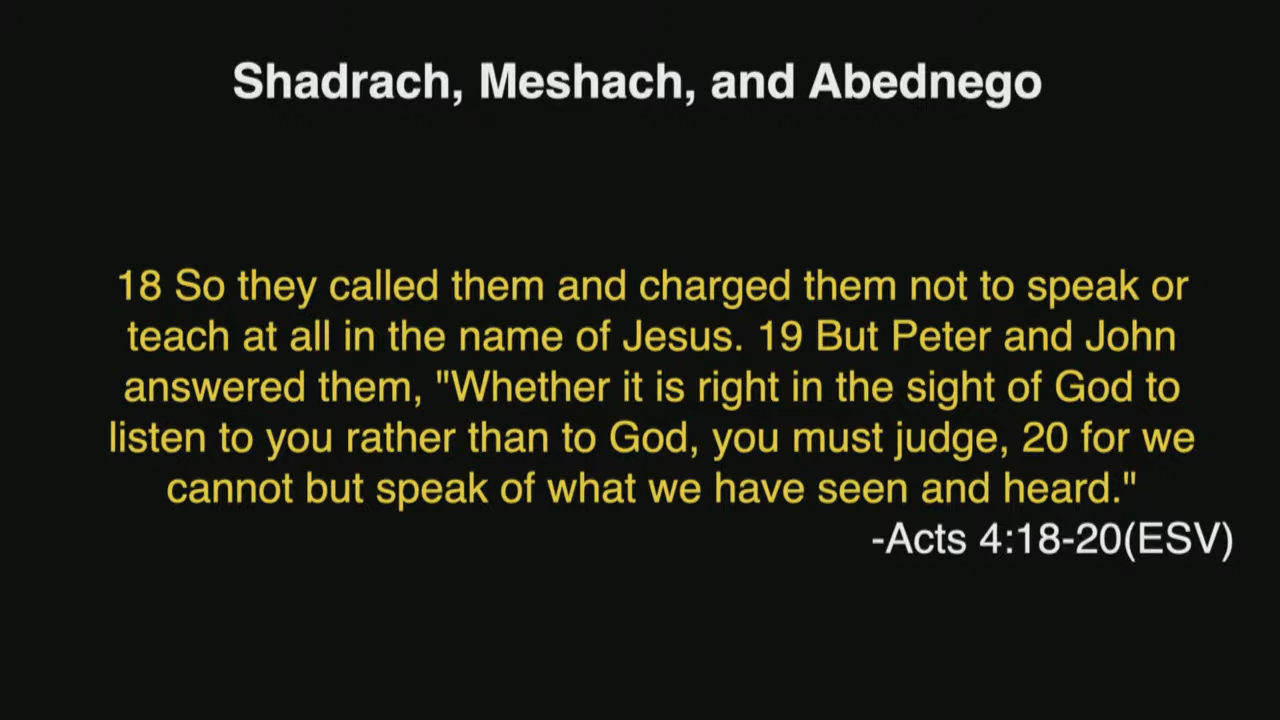 Shadrach, Meshach, and Abednego
18 So they called them and charged them not to speak or
teach at all in the name of Jesus. 19 But Peter and John
answered them, "Whether it is right in the sight of God to
listen to you rather than to God, you must judge, 20 for we
cannot but speak of what we have seen and heard."
-Acts 4:18-20(ESV)